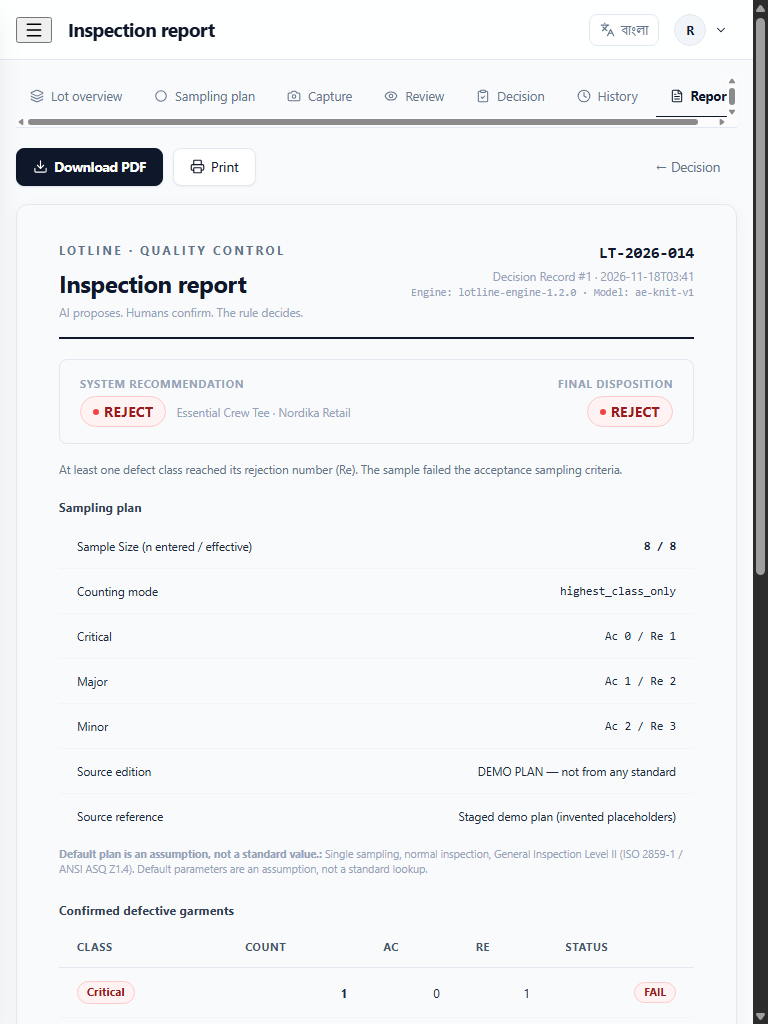 Inspection report
বাংলা
R
Lot overview
Sampling plan
Capture
Review
Decision
History
Repor
Download PDF
Print
← Decision
LOTLINE · QUALITY CONTROL
LT-2026-014
Inspection report
Decision Record #1 · 2026-11-18T03:41
Engine: lotline-engine-1.2.0 · Model: ae-knit-v1
AI proposes. Humans confirm. The rule decides.
SYSTEM RECOMMENDATION
FINAL DISPOSITION
REJECT
Essential Crew Tee · Nordika Retail
REJECT
At least one defect class reached its rejection number (Re). The sample failed the acceptance sampling criteria.
Sampling plan
Sample Size (n entered / effective) 8 / 8
Counting mode highest_class_only
Critical Ac 0 / Re 1
Major Ac 1 / Re 2
Minor Ac 2 / Re 3
Source edition DEMO PLAN — not from any standard
Source reference Staged demo plan (invented placeholders)
Default plan is an assumption, not a standard value.: Single sampling, normal inspection, General Inspection Level II (ISO 2859-1 /
ANSI ASQ Z1.4). Default parameters are an assumption, not a standard lookup.
Confirmed defective garments
CLASS COUNT AC RE STATUS
Critical 1 0 1 FAIL